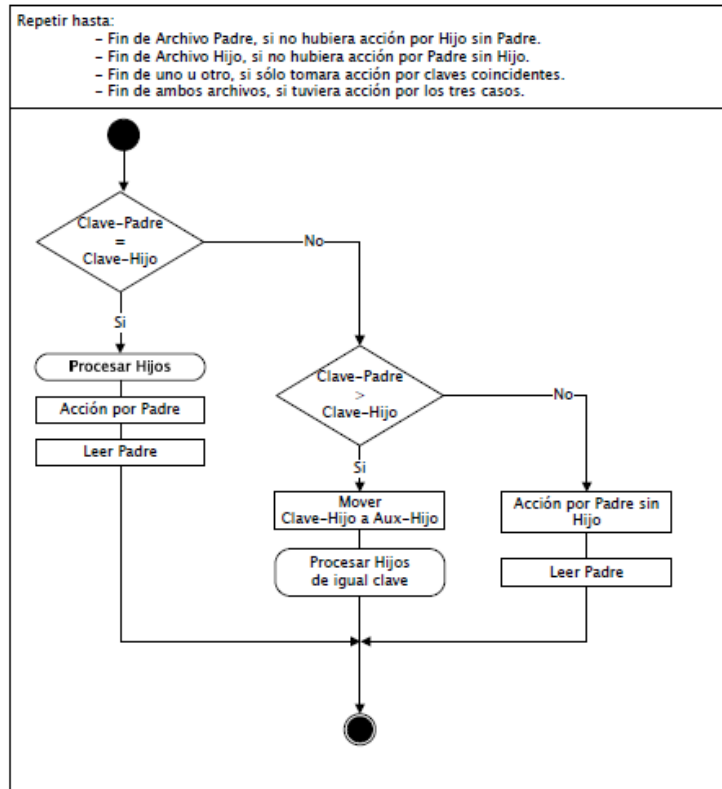 Repetir hasta:
- Fin de Archivo Padre, si no hubiera acción por Hijo sin Padre.
- Fin de Archivo Hijo, si no hubiera acción por Padre sin Hijo.
- Fin de uno u otro, si sólo tomara acción por claves coincidentes.
- Fin de ambos archivos, si tuviera acción por los tres casos.
Clave-Padre
=
Clave-Hijo
No
Si
Procesar Hijos
Acción por Padre
Leer Padre
Clave-Padre
>
Clave-Hijo
No
Si
Mover
Clave-Hijo a Aux-Hijo
Procesar Hijos
de igual clave
Acción por Padre sin
Hijo
Leer Padre